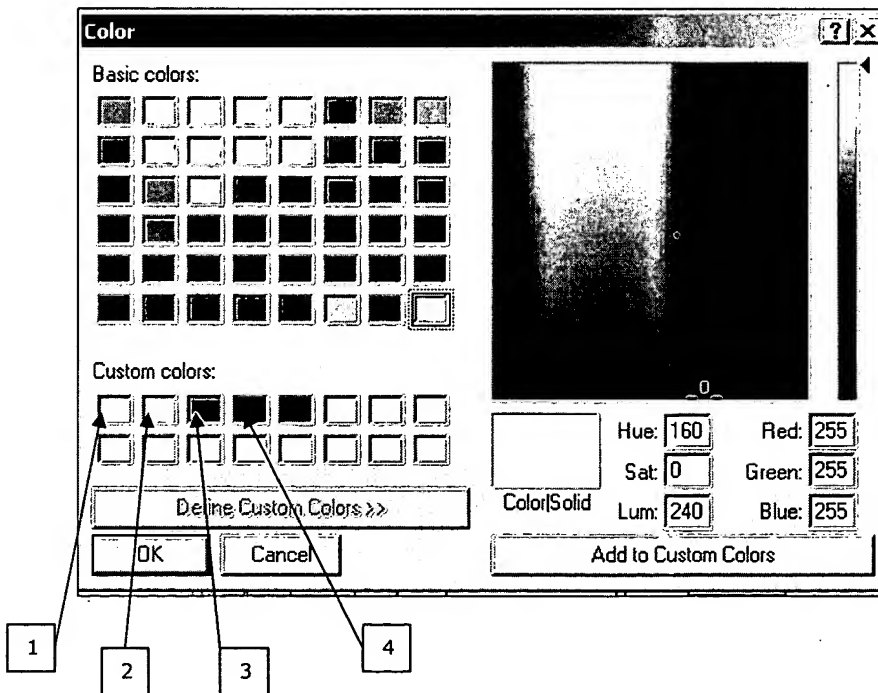 Color ? X
Basic colors:
Custom colors:
0
Hue: 160 Red: 255
Sat: 0 Green: 255
Color|Solid Lum: 240 Blue: 255
Define Custom Colors >>
OK Cancel Add to Custom Colors
1 2 3 4